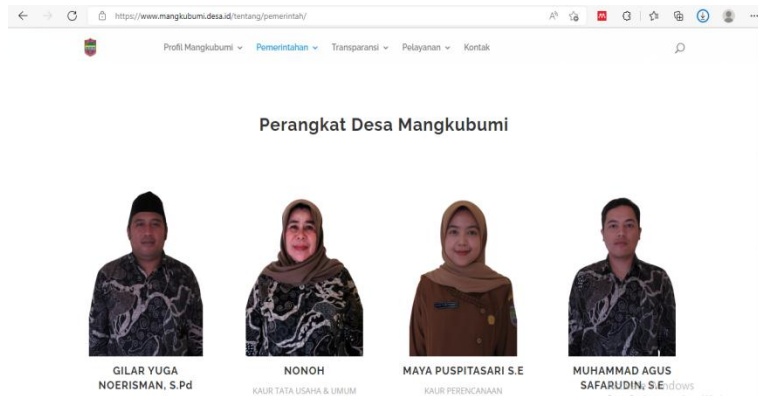 https://www.mangkubumi.desa.id/tentang/pemerintah/
Profil Mangkubumi Pemerintahan Transparansi Pelayanan Kontak
Perangkat Desa Mangkubumi
GILAR YUGA
NOERISMAN, S.Pd
NONOH
KAUR TATA USAHA & UMUM
MAYA PUSPITASARI S.E
KAUR PERENCANAAN
MUHAMMAD AGUS
SAFARUDIN, S.E